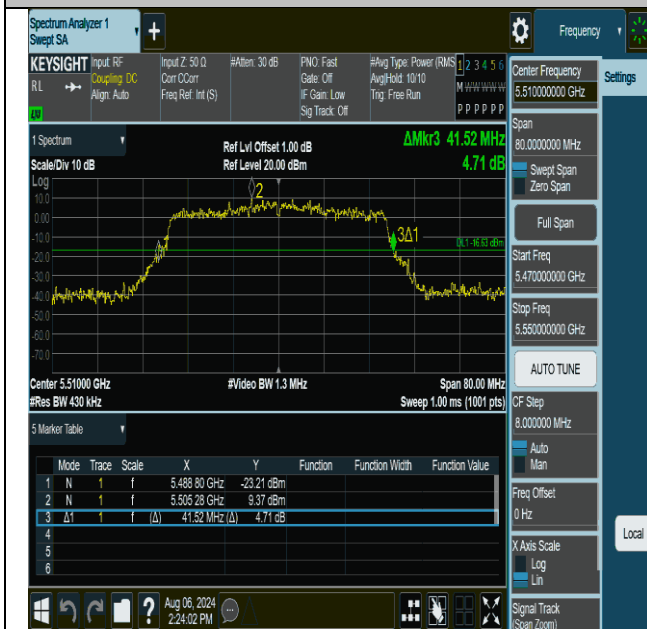 Spectrum Analyzer 1
Swept SA
+
Frequency
KEYSIGHT
RL
Input: RF
Coupling: DC
Align: Auto
Input Z: 50 Ω
Corr CCorr
Freq Ref: Int (S)
#Atten: 30 dB
PNO: Fast
Gate: Off
IF Gain: Low
Sig Track: Off
#Avg Type: Power (RMS)
Avg|Hold: 10/10
Trig: Free Run
1 2 3 4 5 6
M W W W W W
P P P P P P
1 Spectrum
Scale/Div 10 dB
Log
Ref Lvl Offset 1.00 dB
Ref Level 20.00 dBm
ΔMkr3 41.52 MHz
4.71 dB
10.0
0.00
-10.0
-20.0
-30.0
-40.0
-50.0
-60.0
-70.0
2
3Δ1
DL1 -16.63 dBm
Center 5.51000 GHz
#Res BW 430 kHz
#Video BW 1.3 MHz
Span 80.00 MHz
Sweep 1.00 ms (1001 pts)
5 Marker Table
Mode Trace Scale X Y Function Function Width Function Value
1 N 1 f 5.488 80 GHz -23.21 dBm
2 N 1 f 5.505 28 GHz 9.37 dBm
3 Δ1 1 f (Δ) 41.52 MHz (Δ) 4.71 dB
4
5
6
Aug 06, 2024
2:24:02 PM
Center Frequency
5.510000000 GHz
Span
80.0000000 MHz
Swept Span
Zero Span
Full Span
Start Freq
5.470000000 GHz
Stop Freq
5.550000000 GHz
AUTO TUNE
CF Step
8.000000 MHz
Auto
Man
Freq Offset
0 Hz
X Axis Scale
Log
Lin
Signal Track
(Span Zoom)
Settings
Local